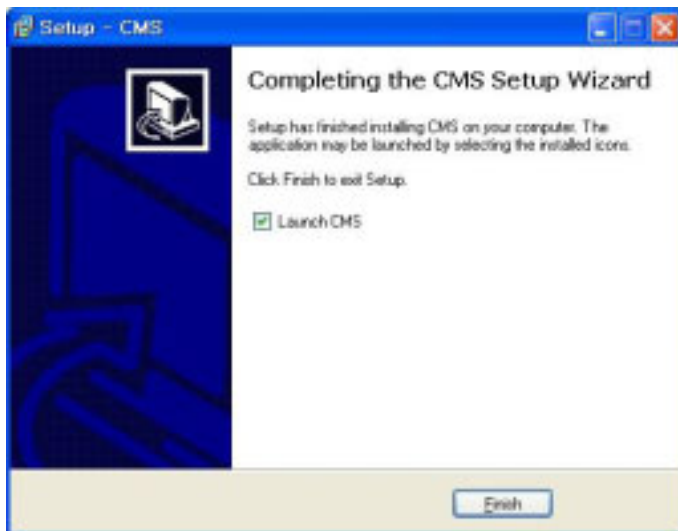 Setup - CMS
Completing the CMS Setup Wizard
Setup has finished installing CMS on your computer. The
application may be launched by selecting the installed icons.
Click Finish to exit Setup.
Launch CMS
Finish